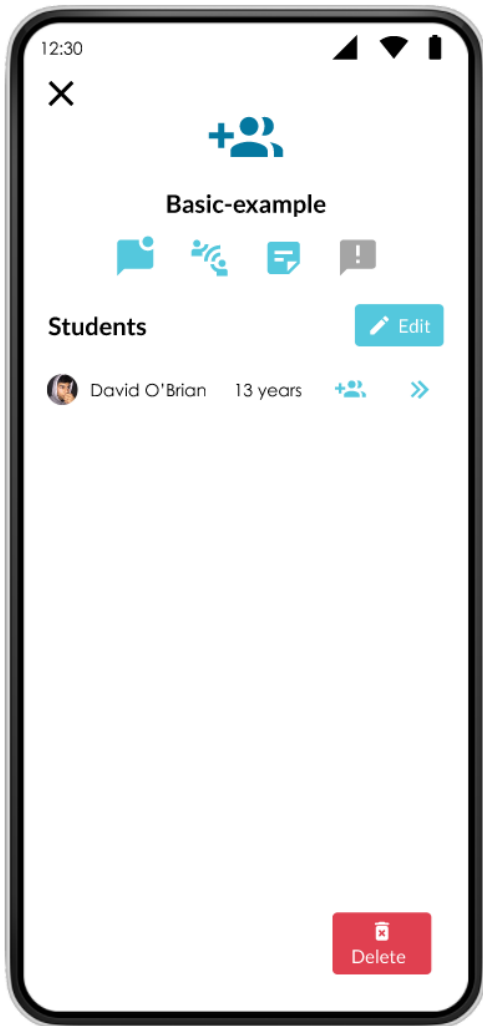 12:30
Basic-example
Students
Edit
David O'Brian 13 years
Delete